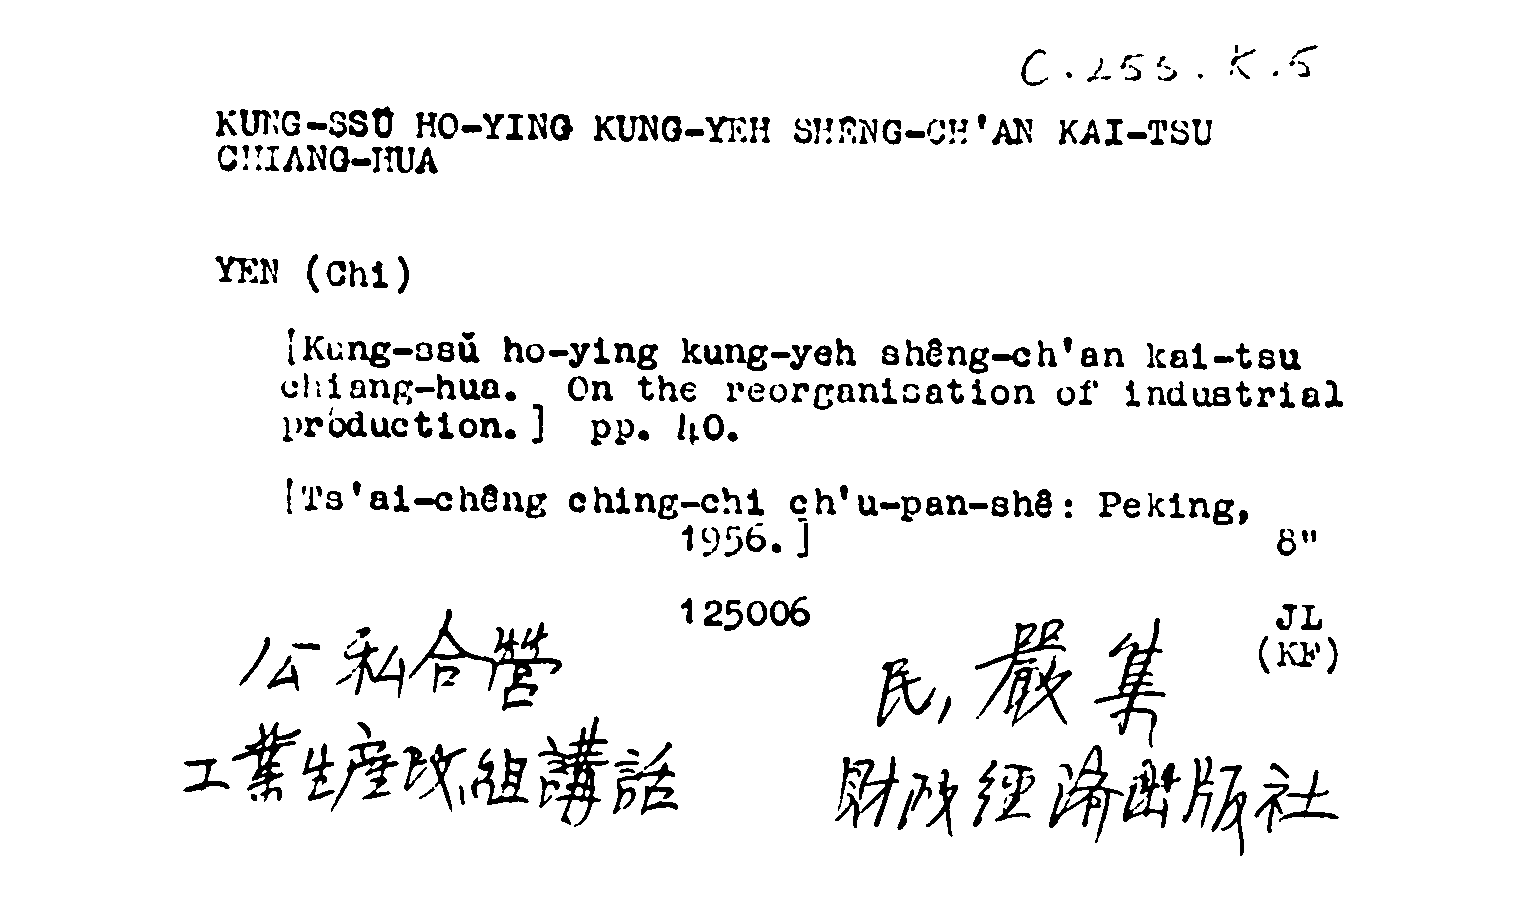 C.253.K.5
KUNG-SSŬ HO-YING KUNG-YEH SHÊNG-CH'AN KAI-TSU
CHIANG-HUA
YEN (Chi)
[Kung-ssŭ ho-ying kung-yeh shêng-ch'an kai-tsu
chiang-hua. On the reorganisation of industrial
production.] pp. 40.
[Ts'ai-chêng ching-chi ch'u-pan-shê: Peking,
1956.] 8"
125006 JL
(KF)
公私合營
工業生產改組講話
民, 嚴集
財政經濟出版社